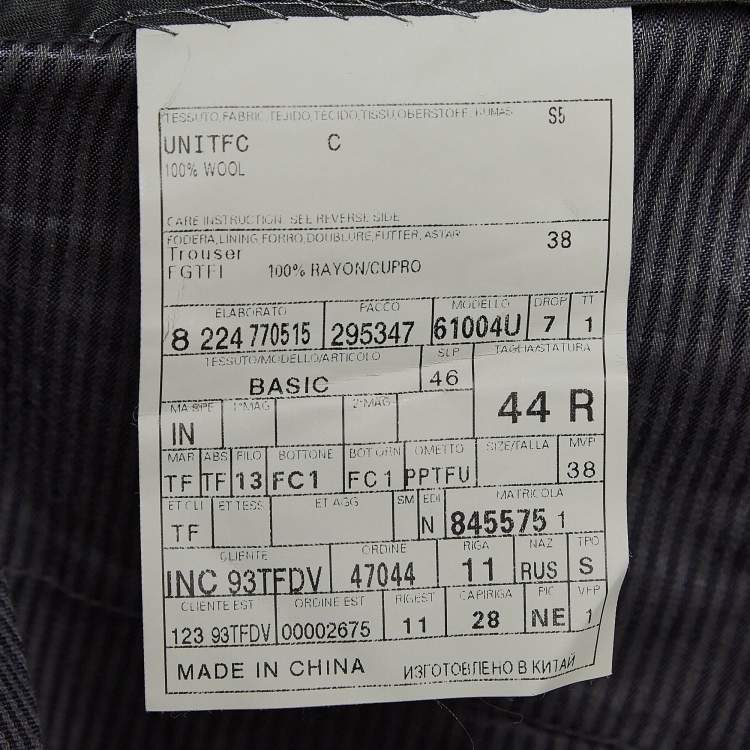 TESSUTO, FABRIC, TEJIDO, TECIDO, TISSU, OBERSTOFF, KUMAS S5
UNITFC C
100% WOOL
CARE INSTRUCTION: SEE REVERSE SIDE
FODERA, LINING, FORRO, DOUBLURE, FUTTER, ASTAR 38
Trouser
FGTFI 100% RAYON/CUPRO
ELABORATO PACCO MODELLO DROP TT
8 224 770515 295347 61004U 7 1
TESSUTO/MODELLO/ARTICOLO SLP TAGLIA/STATURA
BASIC 46 44 R
MA SPE 1°MAG 2°MAG
IN
MAR ABS FILO BOTTONE BOT ORN OMETTO SIZE/TALLA MVP
TF TF 13 FC1 FC1 PPTFU 38
ET CLI ET TESS ET AGG SM EDI MATRICOLA
TF N 845575 1
CLIENTE ORDINE RIGA NAZ TPO
INC 93TFDV 47044 11 RUS S
CLIENTE EST ORDINE EST RIGEST CAPIRIGA PIC VFP
123 93TFDV 00002675 11 28 NE 1
MADE IN CHINA ИЗГОТОВЛЕНО В КИТАЙ